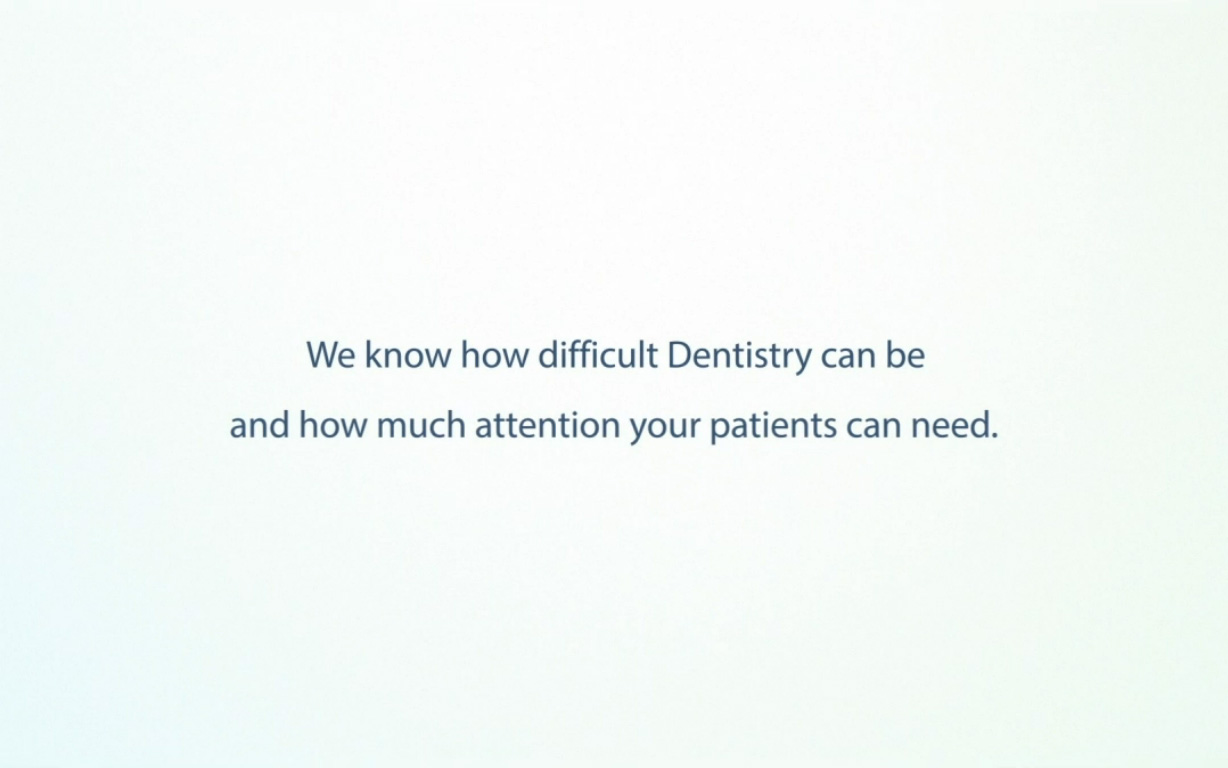 We know how difficult Dentistry can be
and how much attention your patients can need.